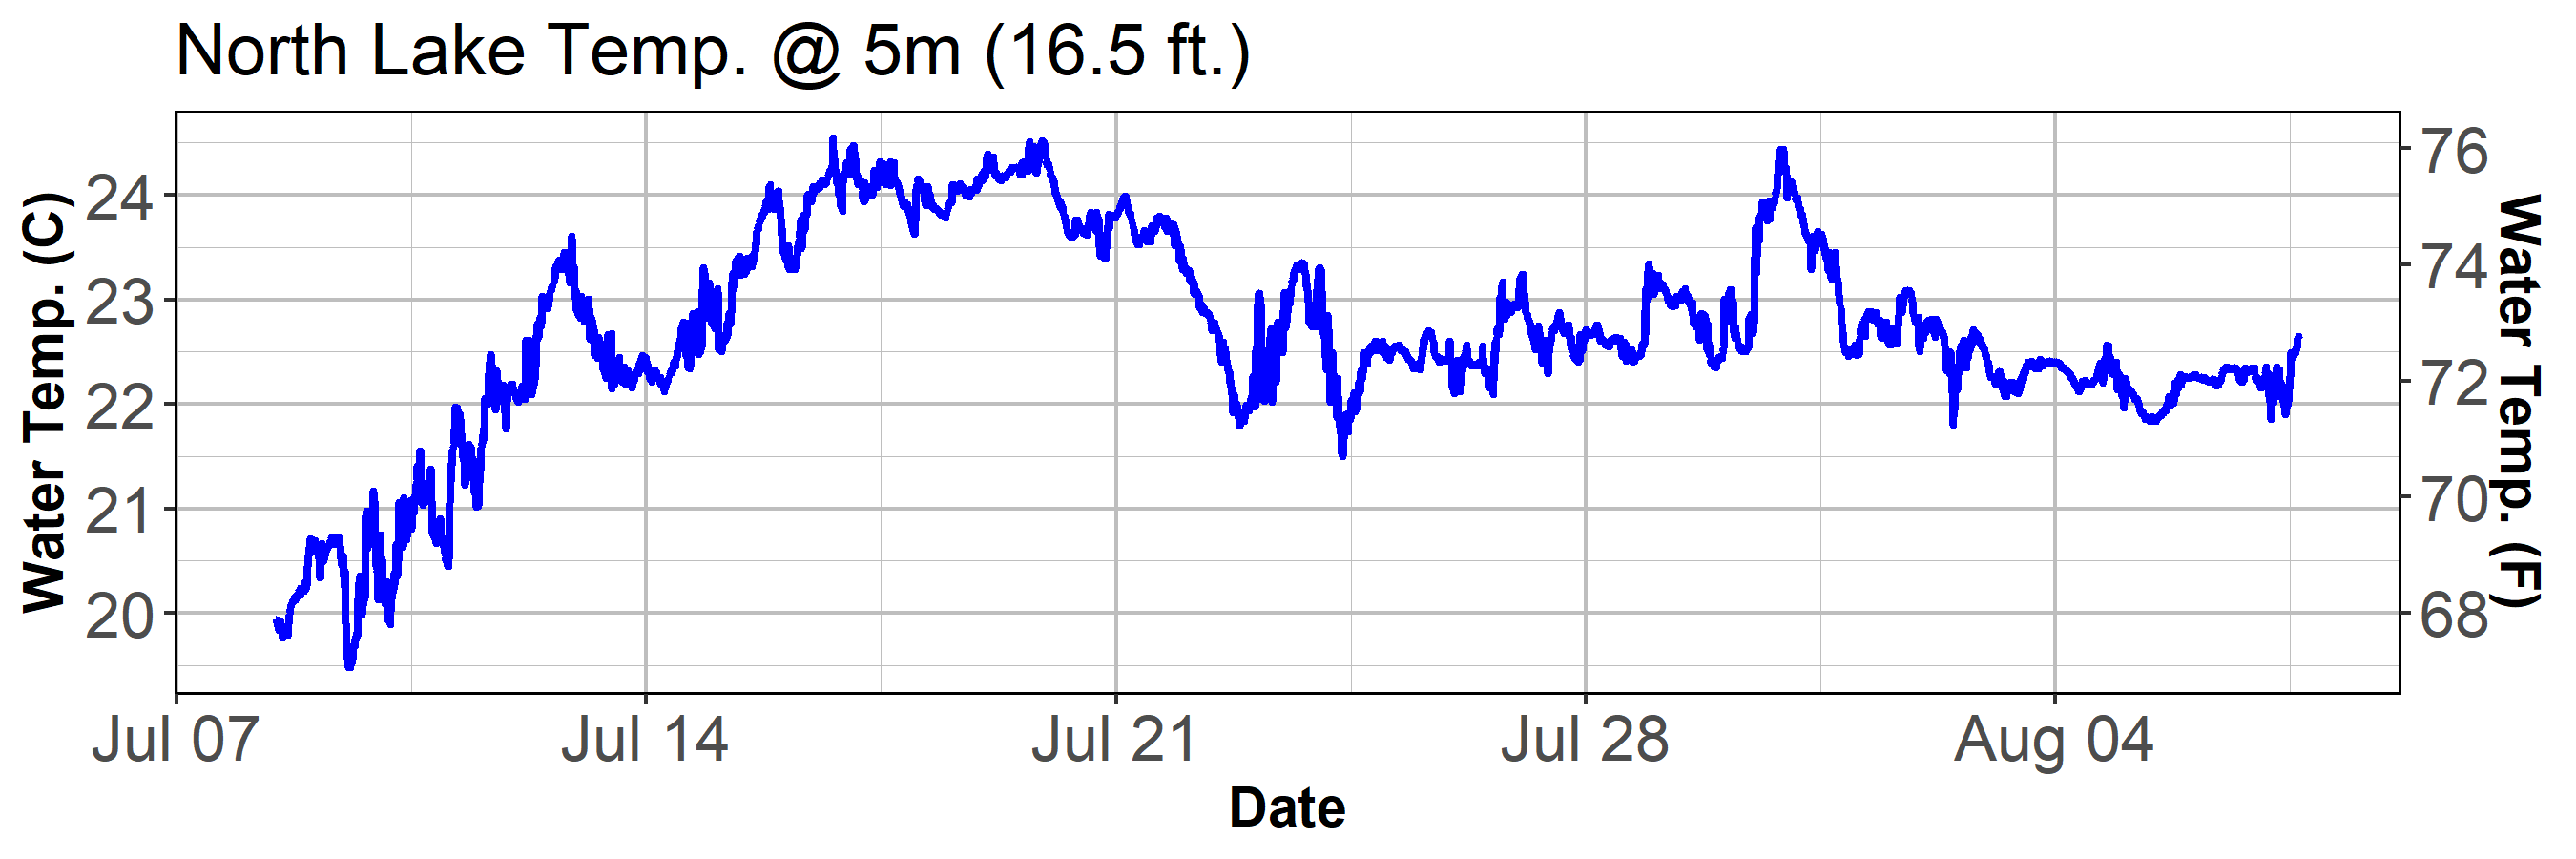 North Lake Temp. @ 5m (16.5 ft.)
Water Temp. (C)
24
23
22
21
20
76
74
72
70
68
Water Temp. (F)
Jul 07 Jul 14 Jul 21 Jul 28 Aug 04
Date